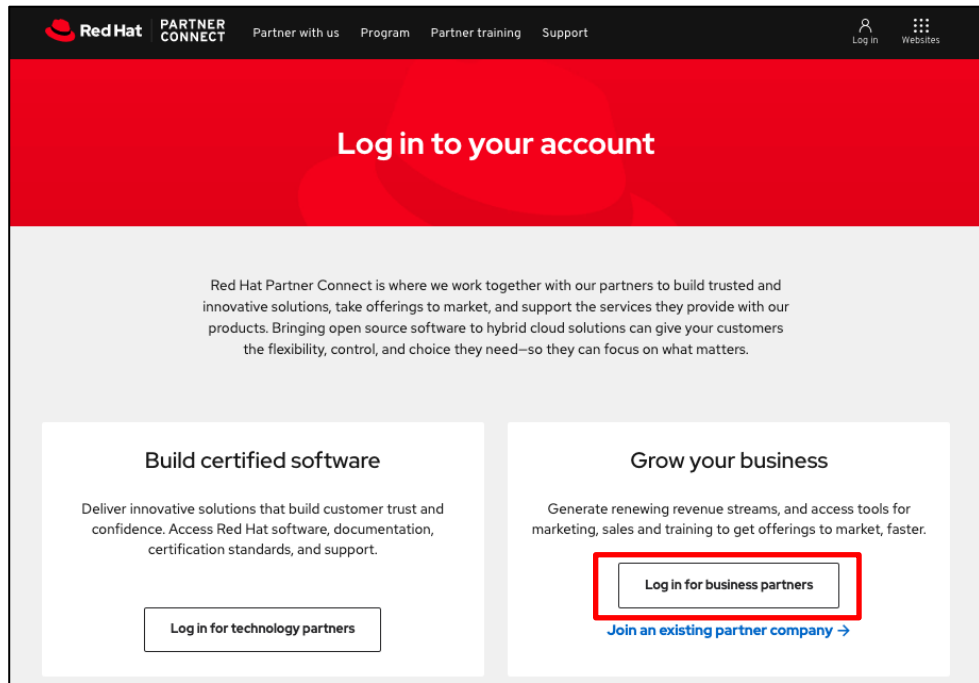 Red Hat
PARTNER
CONNECT
Partner with us
Program
Partner training
Support
Log in
Websites
Log in to your account
Red Hat Partner Connect is where we work together with our partners to build trusted and
innovative solutions, take offerings to market, and support the services they provide with our
products. Bringing open source software to hybrid cloud solutions can give your customers
the flexibility, control, and choice they need—so they can focus on what matters.
Build certified software
Deliver innovative solutions that build customer trust and
confidence. Access Red Hat software, documentation,
certification standards, and support.
Log in for technology partners
Grow your business
Generate renewing revenue streams, and access tools for
marketing, sales and training to get offerings to market, faster.
Log in for business partners
Join an existing partner company →